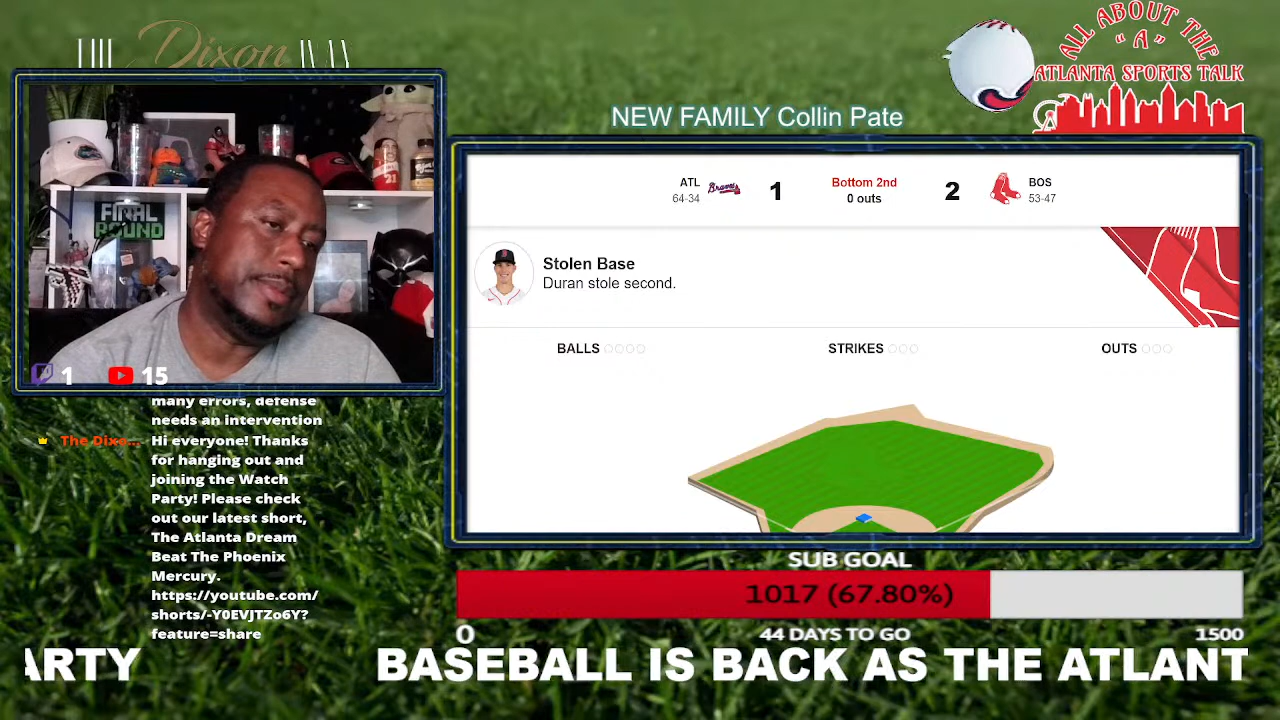 Dixon
ALL ABOUT THE
"A"
ATLANTA SPORTS TALK
NEW FAMILY Collin Pate
FINAL
ROUND
ATL
64-34
Braves
1
Bottom 2nd
0 outs
2
BOS
53-47
Stolen Base
Duran stole second.
BALLS
STRIKES
OUTS
1
15
many errors, defense
needs an intervention
The Dixo... Hi everyone! Thanks
for hanging out and
joining the Watch
Party! Please check
out our latest short,
The Atlanta Dream
Beat The Phoenix
Mercury.
https://youtube.com/
shorts/-Y0EVJTZo6Y?
feature=share
SUB GOAL
1017 (67.80%)
0
44 DAYS TO GO
1500
ARTY
BASEBALL IS BACK AS THE ATLANT